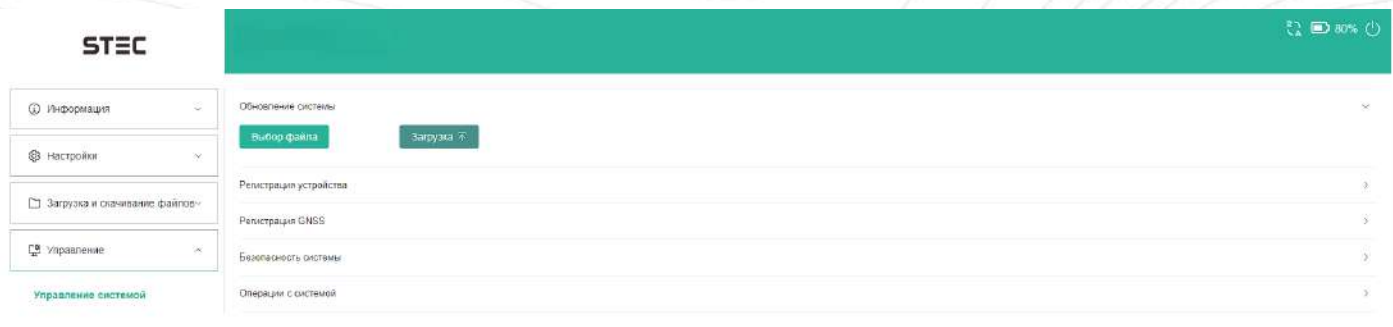 STEC
80%
Информация
Настройки
Загрузка и скачивание файлов
Управление
Управление системой
Обновление системы
Выбор файла
Загрузка
Регистрация устройства
Регистрация GNSS
Безопасность системы
Операции с системой